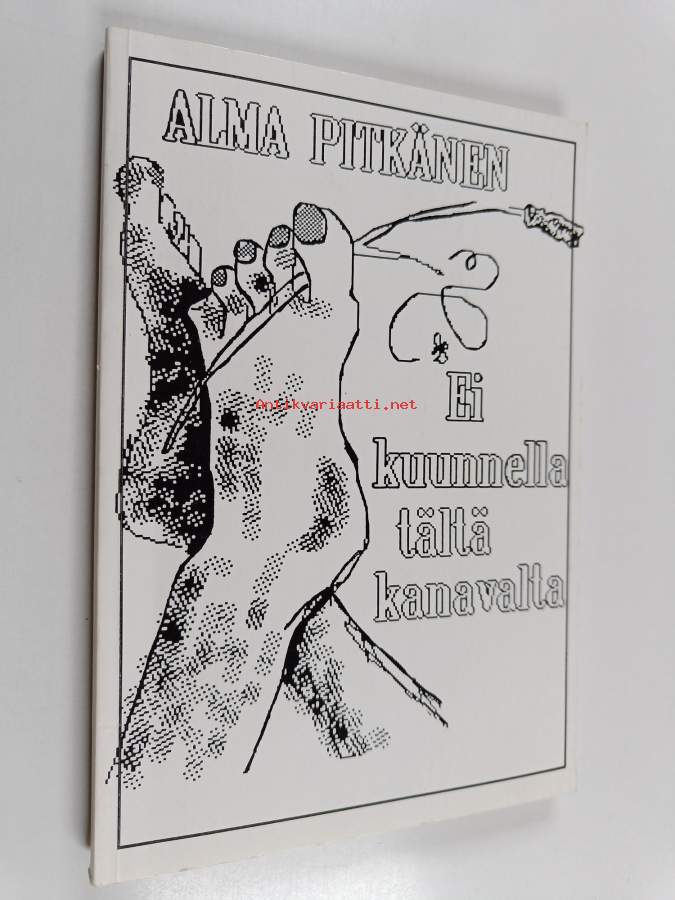 ALMA PITKÄNEN
Antikvariaatti.net
Ei
kuunnella
tältä
kanavalta